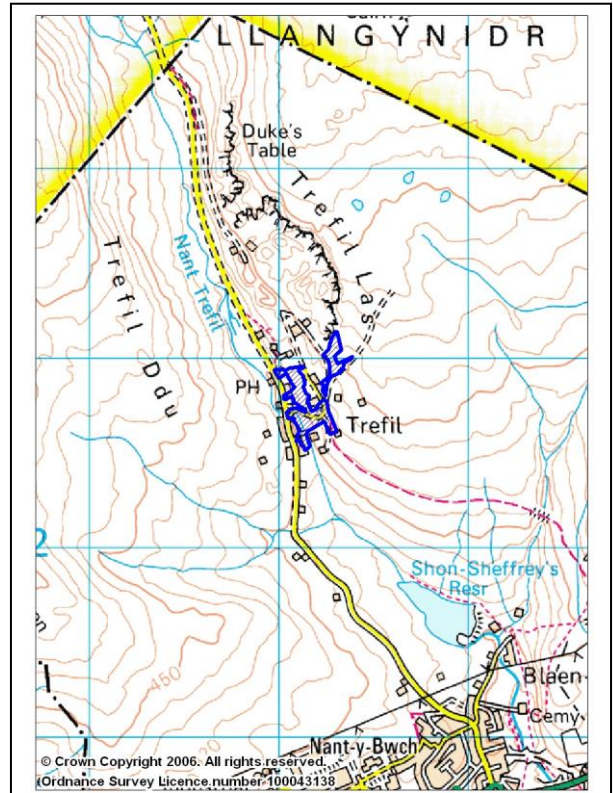 LLANGYNIDR
Duke's
Table
Trefil Las
Nant Trefil
Trefil Ddu
PH
Trefil
2
Shon-Sheffrey's
Resr
450
Blaen
Cemy
Nant-y-Bwch
© Crown Copyright 2006. All rights reserved.
Ordnance Survey Licence number 100043138